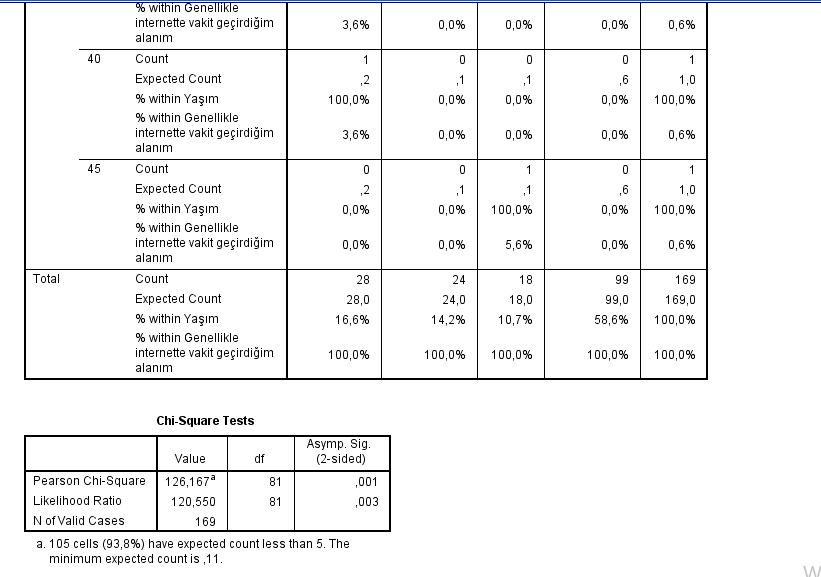 % within Genellikle
internette vakit geçirdiğim
alanım
3,6% 0,0% 0,0% 0,0% 0,6%
40 Count 1 0 0 0 1
Expected Count ,2 ,1 ,1 ,6 1,0
% within Yaşım 100,0% 0,0% 0,0% 0,0% 100,0%
% within Genellikle
internette vakit geçirdiğim
alanım
3,6% 0,0% 0,0% 0,0% 0,6%
45 Count 0 0 1 0 1
Expected Count ,2 ,1 ,1 ,6 1,0
% within Yaşım 0,0% 0,0% 100,0% 0,0% 100,0%
% within Genellikle
internette vakit geçirdiğim
alanım
0,0% 0,0% 5,6% 0,0% 0,6%
Total Count 28 24 18 99 169
Expected Count 28,0 24,0 18,0 99,0 169,0
% within Yaşım 16,6% 14,2% 10,7% 58,6% 100,0%
% within Genellikle
internette vakit geçirdiğim
alanım
100,0% 100,0% 100,0% 100,0% 100,0%
Chi-Square Tests
Value df Asymp. Sig. (2-sided)
Pearson Chi-Square 126,167a 81 ,001
Likelihood Ratio 120,550 81 ,003
N of Valid Cases 169
a. 105 cells (93,8%) have expected count less than 5. The
minimum expected count is ,11.
W